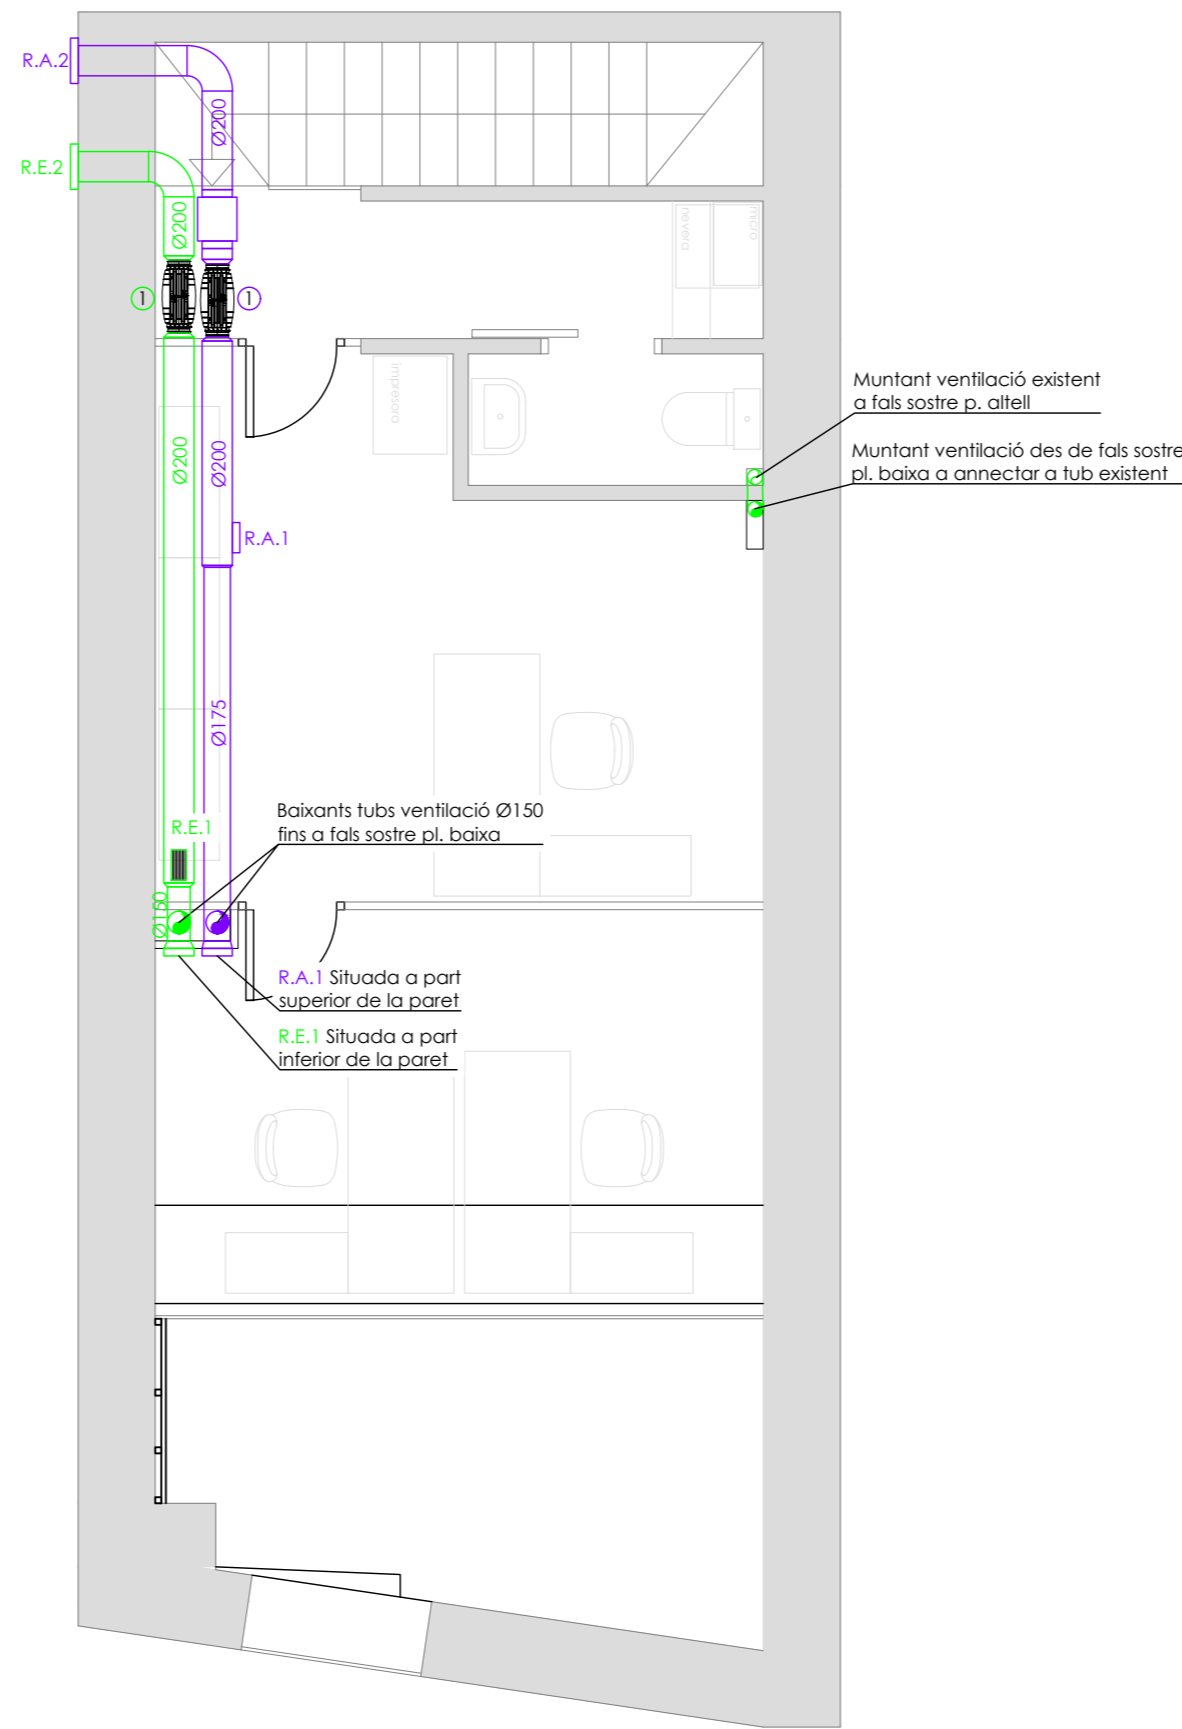 R.A.2
Ø200
R.E.2
Ø200
nevera
micro
1
1
impresora
Muntant ventilació existent
a fals sostre p. altell
Muntant ventilació des de fals sostre
pl. baixa a annectar a tub existent
Ø200
Ø200
R.A.1
Ø175
Baixants tubs ventilació Ø150
fins a fals sostre pl. baixa
R.E.1
Ø150
R.A.1 Situada a part
superior de la paret
R.E.1 Situada a part
inferior de la paret